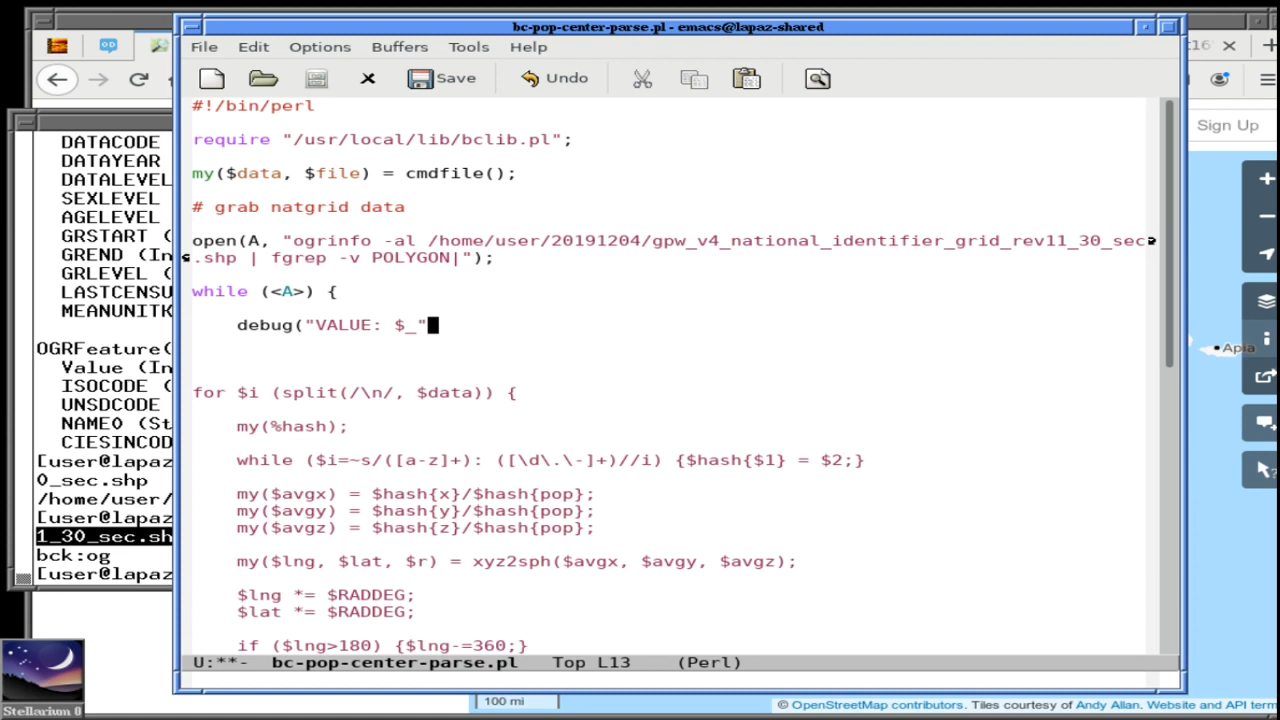 bc-pop-center-parse.pl - emacs@lapaz-shared
File Edit Options Buffers Tools Help
Save Undo
#!/bin/perl
require "/usr/local/lib/bclib.pl";
my($data, $file) = cmdfile();
# grab natgrid data
open(A, "ogrinfo -al /home/user/20191204/gpw_v4_national_identifier_grid_rev11_30_sec
.shp | fgrep -v POLYGON|");
while (<A>) {
debug("VALUE: $_"
for $i (split(/\n/, $data)) {
my(%hash);
while ($i=~s/([a-z]+): ([\d\.\-]+)//i) {$hash{$1} = $2;}
my($avgx) = $hash{x}/$hash{pop};
my($avgy) = $hash{y}/$hash{pop};
my($avgz) = $hash{z}/$hash{pop};
my($lng, $lat, $r) = xyz2sph($avgx, $avgy, $avgz);
$lng *= $RADDEG;
$lat *= $RADDEG;
if ($lng>180) {$lng-=360;}
U:**- bc-pop-center-parse.pl Top L13 (Perl)
DATACODE
DATAYEAR
DATALEVEL
SEXLEVEL
AGELEVEL
GRSTART (
GREND (In
GRLEVEL (
LASTCENSU
MEANUNITK
OGRFeature(
Value (In
ISOCODE (
UNSDCODE
NAME0 (St
CIESINCOD
[user@lapaz
0_sec.shp
/home/user/
[user@lapaz
1_30_sec.sh
bck:og
[user@lapaz
Stellarium 0
Sign Up
Apia
100 mi
© OpenStreetMap contributors. Tiles courtesy of Andy Allan. Website and API term